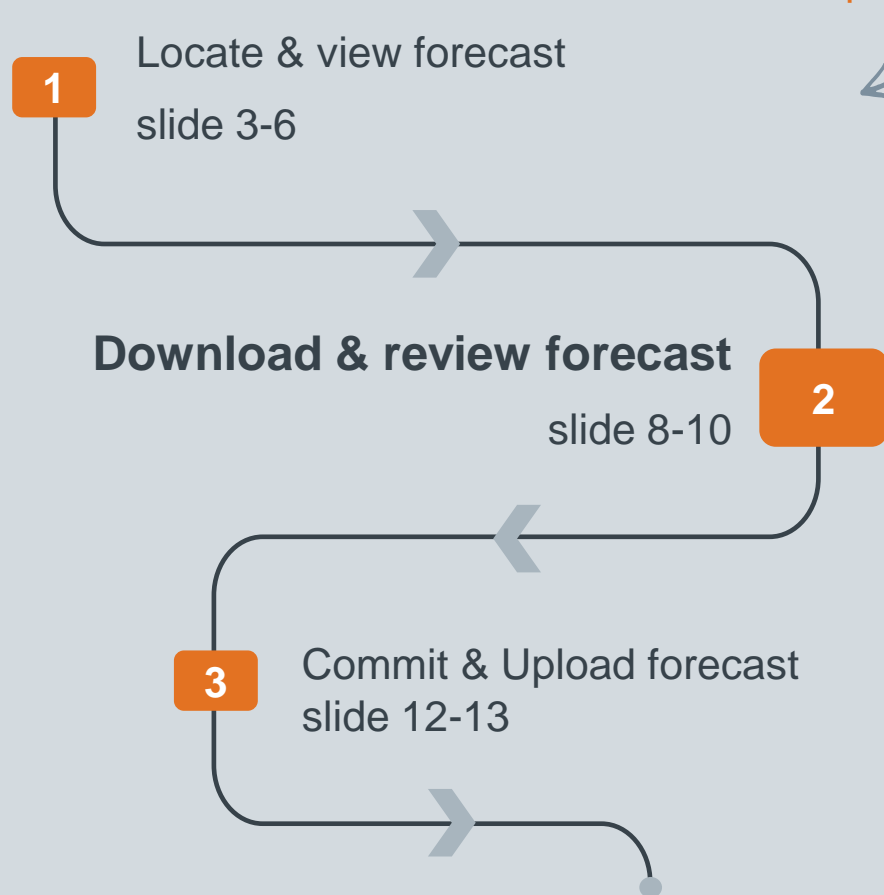 1
Locate & view forecast
slide 3-6
Download & review forecast
2
slide 8-10
3
Commit & Upload forecast
slide 12-13